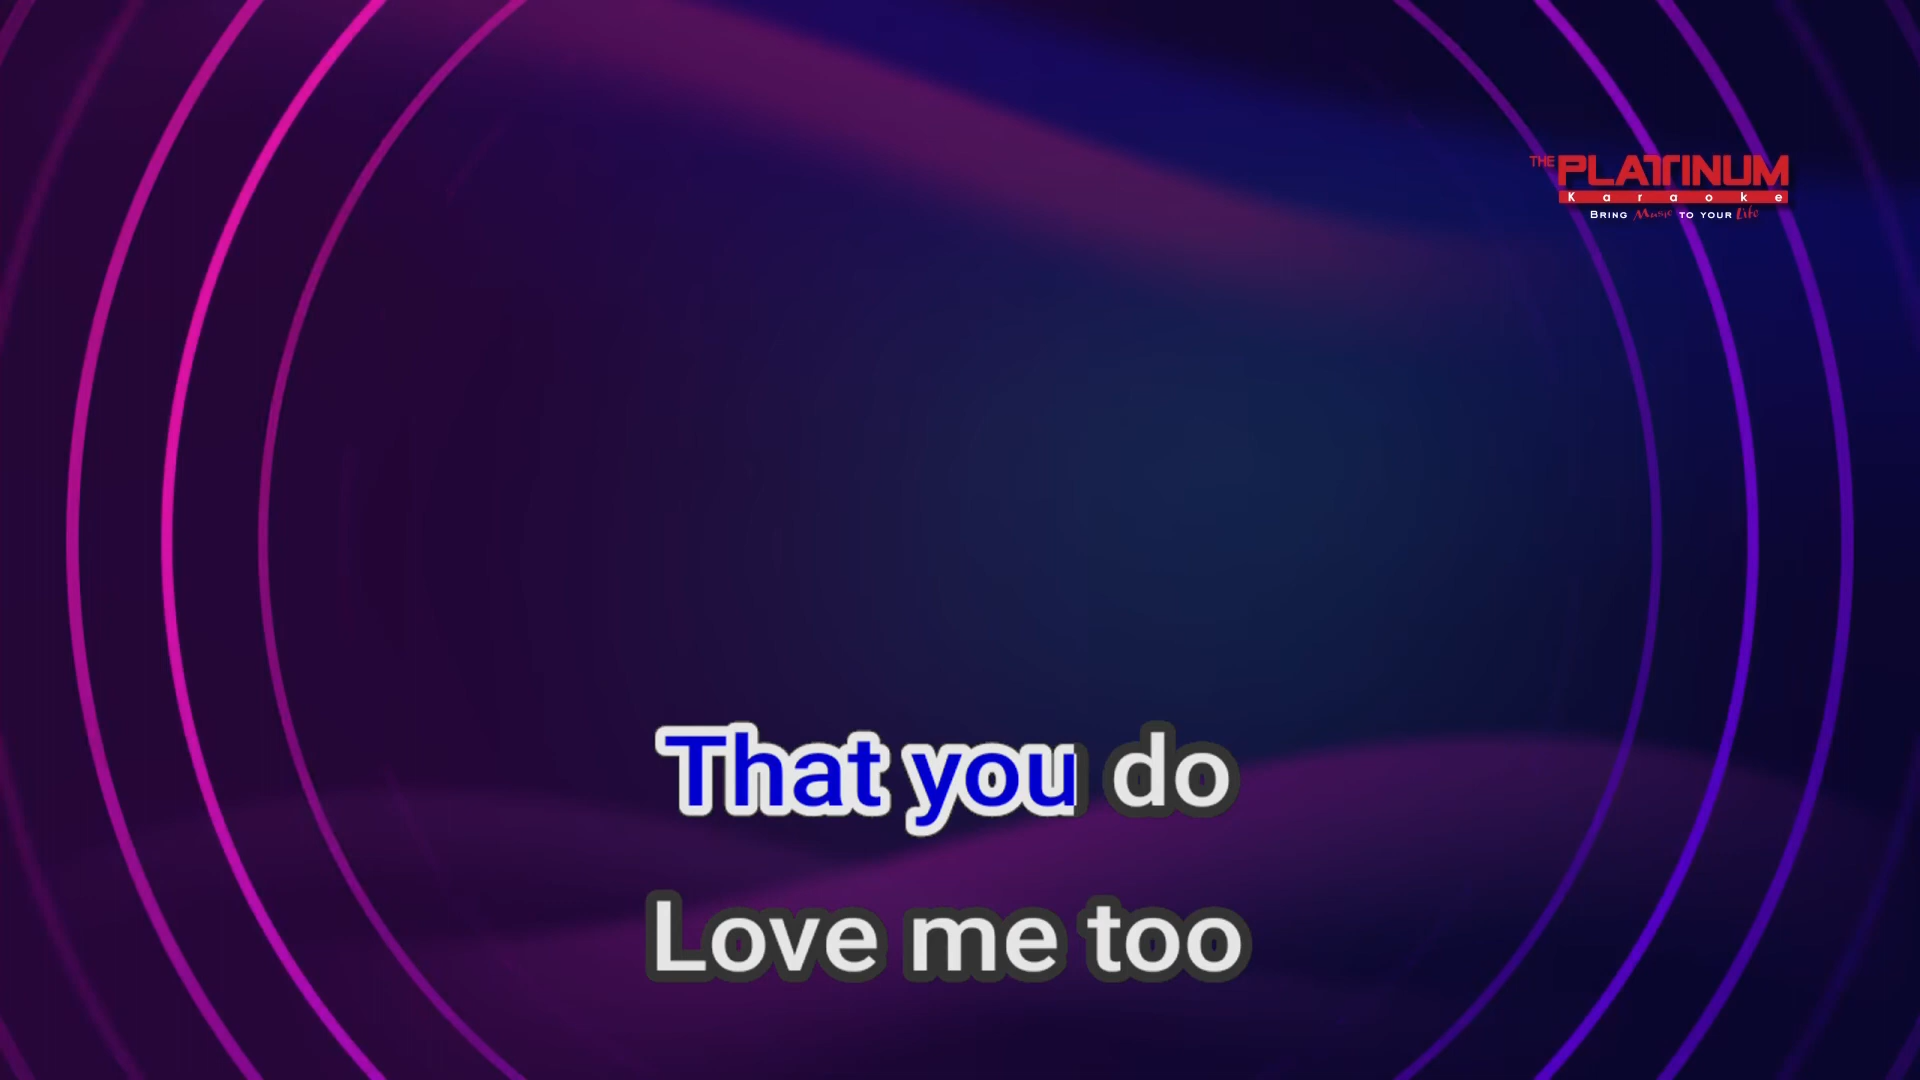 THE PLATINUM
Karaoke
BRING Music TO YOUR Life
That you do
Love me too